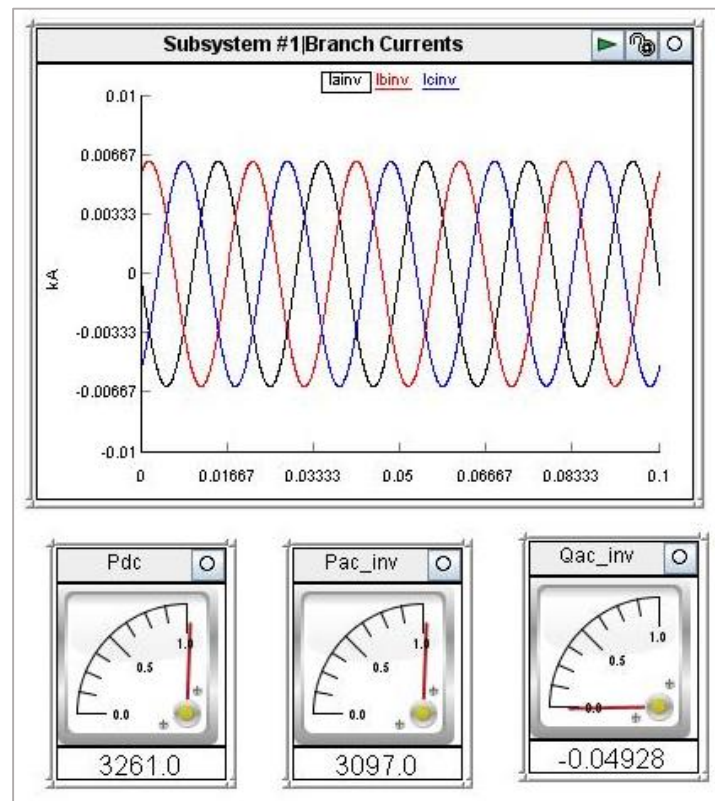 Subsystem #1|Branch Currents
Iainv Ibinv Icinv
0.01
0.00667
0.00333
0
-0.00333
-0.00667
-0.01
kA
0 0.01667 0.03333 0.05 0.06667 0.08333 0.1
Pdc
0.0 0.5 1.0
3261.0
Pac_inv
0.0 0.5 1.0
3097.0
Qac_inv
0.0 0.5 1.0
-0.04928